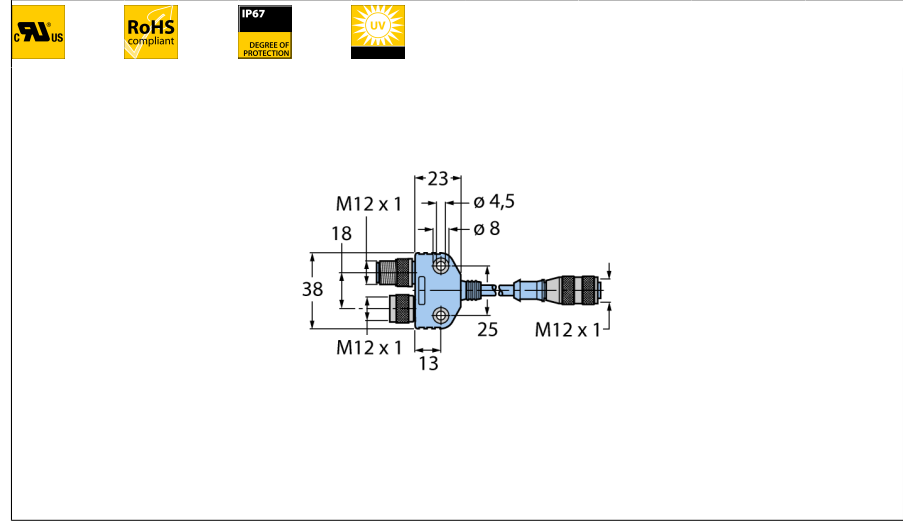 c RU® US
RoHS
compliant
IP67
DEGREE OF
PROTECTION
UV
23
M12 x 1
ø 4,5
18
ø 8
38
25
M12 x 1
M12 x 1
13